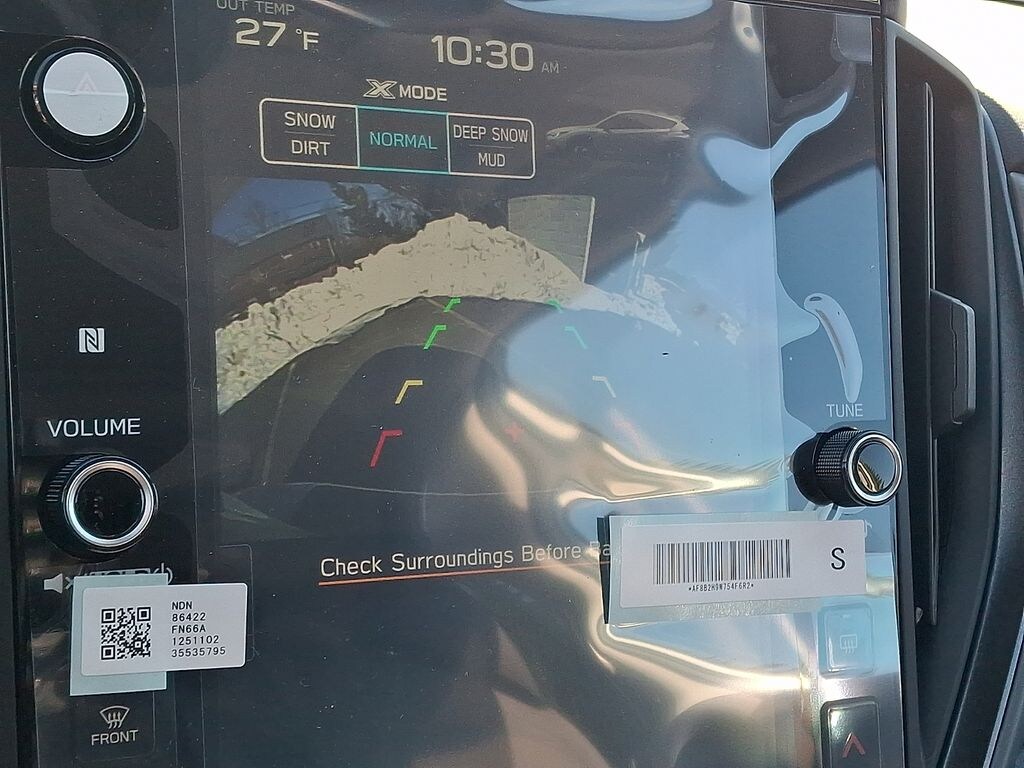 OUT TEMP
27 °F
10:30 AM
X MODE
SNOW
DIRT
NORMAL
DEEP SNOW
MUD
VOLUME
TUNE
Check Surroundings Before
*AF8B2H9W754F6R2*
S
NDN
86422
FN66A
1251102
35535795
FRONT